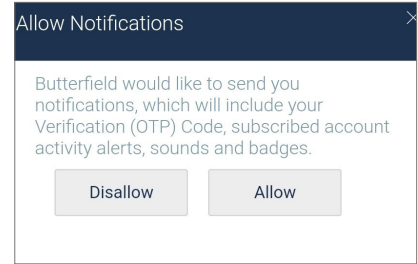 Allow Notifications
Butterfield would like to send you
notifications, which will include your
Verification (OTP) Code, subscribed account
activity alerts, sounds and badges.
Disallow Allow